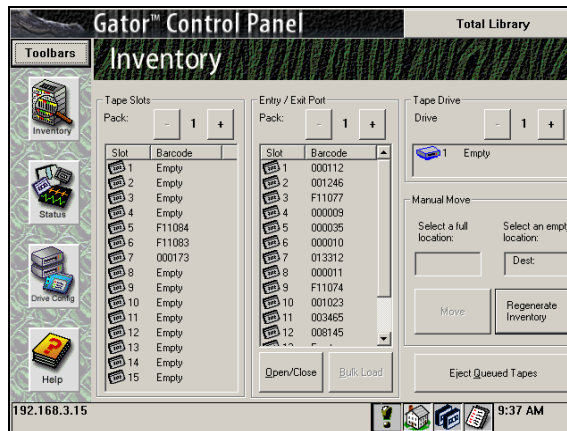 Gator™ Control Panel
Total Library
Toolbars
Inventory
Inventory
Status
Drive Config
Help
Tape Slots
Pack:
- 1 +
Slot Barcode
1 Empty
2 Empty
3 Empty
4 Empty
5 F11084
6 F11083
7 000173
8 Empty
9 Empty
10 Empty
11 Empty
12 Empty
13 Empty
14 Empty
15 Empty
Entry / Exit Port
Pack:
- 1 +
Slot Barcode
1 000112
2 001246
3 F11077
4 000009
5 000035
6 000010
7 013312
8 000011
9 F11074
10 001023
11 003465
12 008145
Open/Close
Bulk Load
Tape Drive
Drive
- 1 +
1 Empty
Manual Move
Select a full
location:
Select an empty
location:
Dest:
Move
Regenerate
Inventory
Eject Queued Tapes
192.168.3.15
9:37 AM